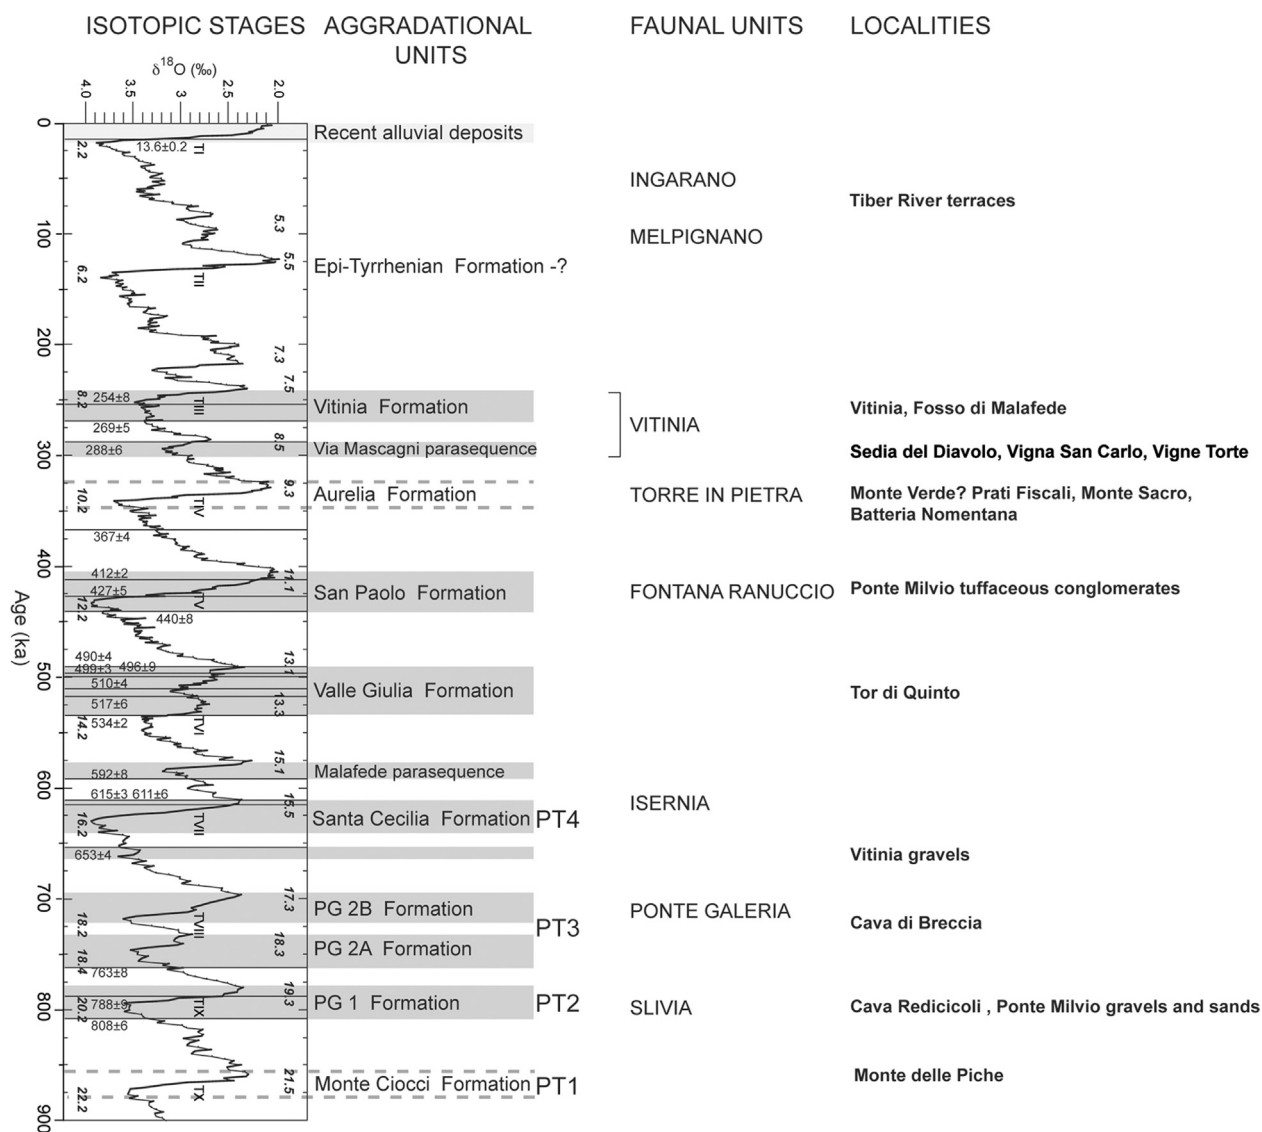 ISOTOPIC STAGES
AGGRADATIONAL
UNITS
FAUNAL UNITS
LOCALITIES
δ18O (‰)
4.0
3.5
3
2.5
2.0
0
100
200
300
400
500
600
700
800
900
Age (ka)
Recent alluvial deposits
2.2
13.6±0.2
TI
INGARANO
Tiber River terraces
5.3
MELPIGNANO
5.5
6.2
TII
Epi-Tyrrhenian Formation -?
7.3
7.5
8.2
254±8
TIII
Vitinia Formation
VITINIA
Vitinia, Fosso di Malafede
269±5
8.5
288±6
Via Mascagni parasequence
Sedia del Diavolo, Vigna San Carlo, Vigne Torte
9.3
10.2
TIV
Aurelia Formation
TORRE IN PIETRA
Monte Verde? Prati Fiscali, Monte Sacro,
Batteria Nomentana
367±4
11.1
412±2
427±5
12.2
TV
San Paolo Formation
FONTANA RANUCCIO
Ponte Milvio tuffaceous conglomerates
440±8
490±4
499±3 496±9
13.1
510±4
Valle Giulia Formation
Tor di Quinto
517±6
13.3
534±2
14.2
TVI
15.1
592±8
Malafede parasequence
615±3 611±6
15.5
ISERNIA
16.2
TVII
Santa Cecilia Formation PT4
653±4
Vitinia gravels
17.3
PG 2B Formation
PONTE GALERIA
18.2
TVIII
PT3
Cava di Breccia
18.3
PG 2A Formation
18.4
763±8
19.3
788±9
20.2
TIX
PG 1 Formation
PT2
SLIVIA
Cava Redicicoli , Ponte Milvio gravels and sands
808±6
21.5
Monte Ciocci Formation PT1
Monte delle Piche
22.2
TX